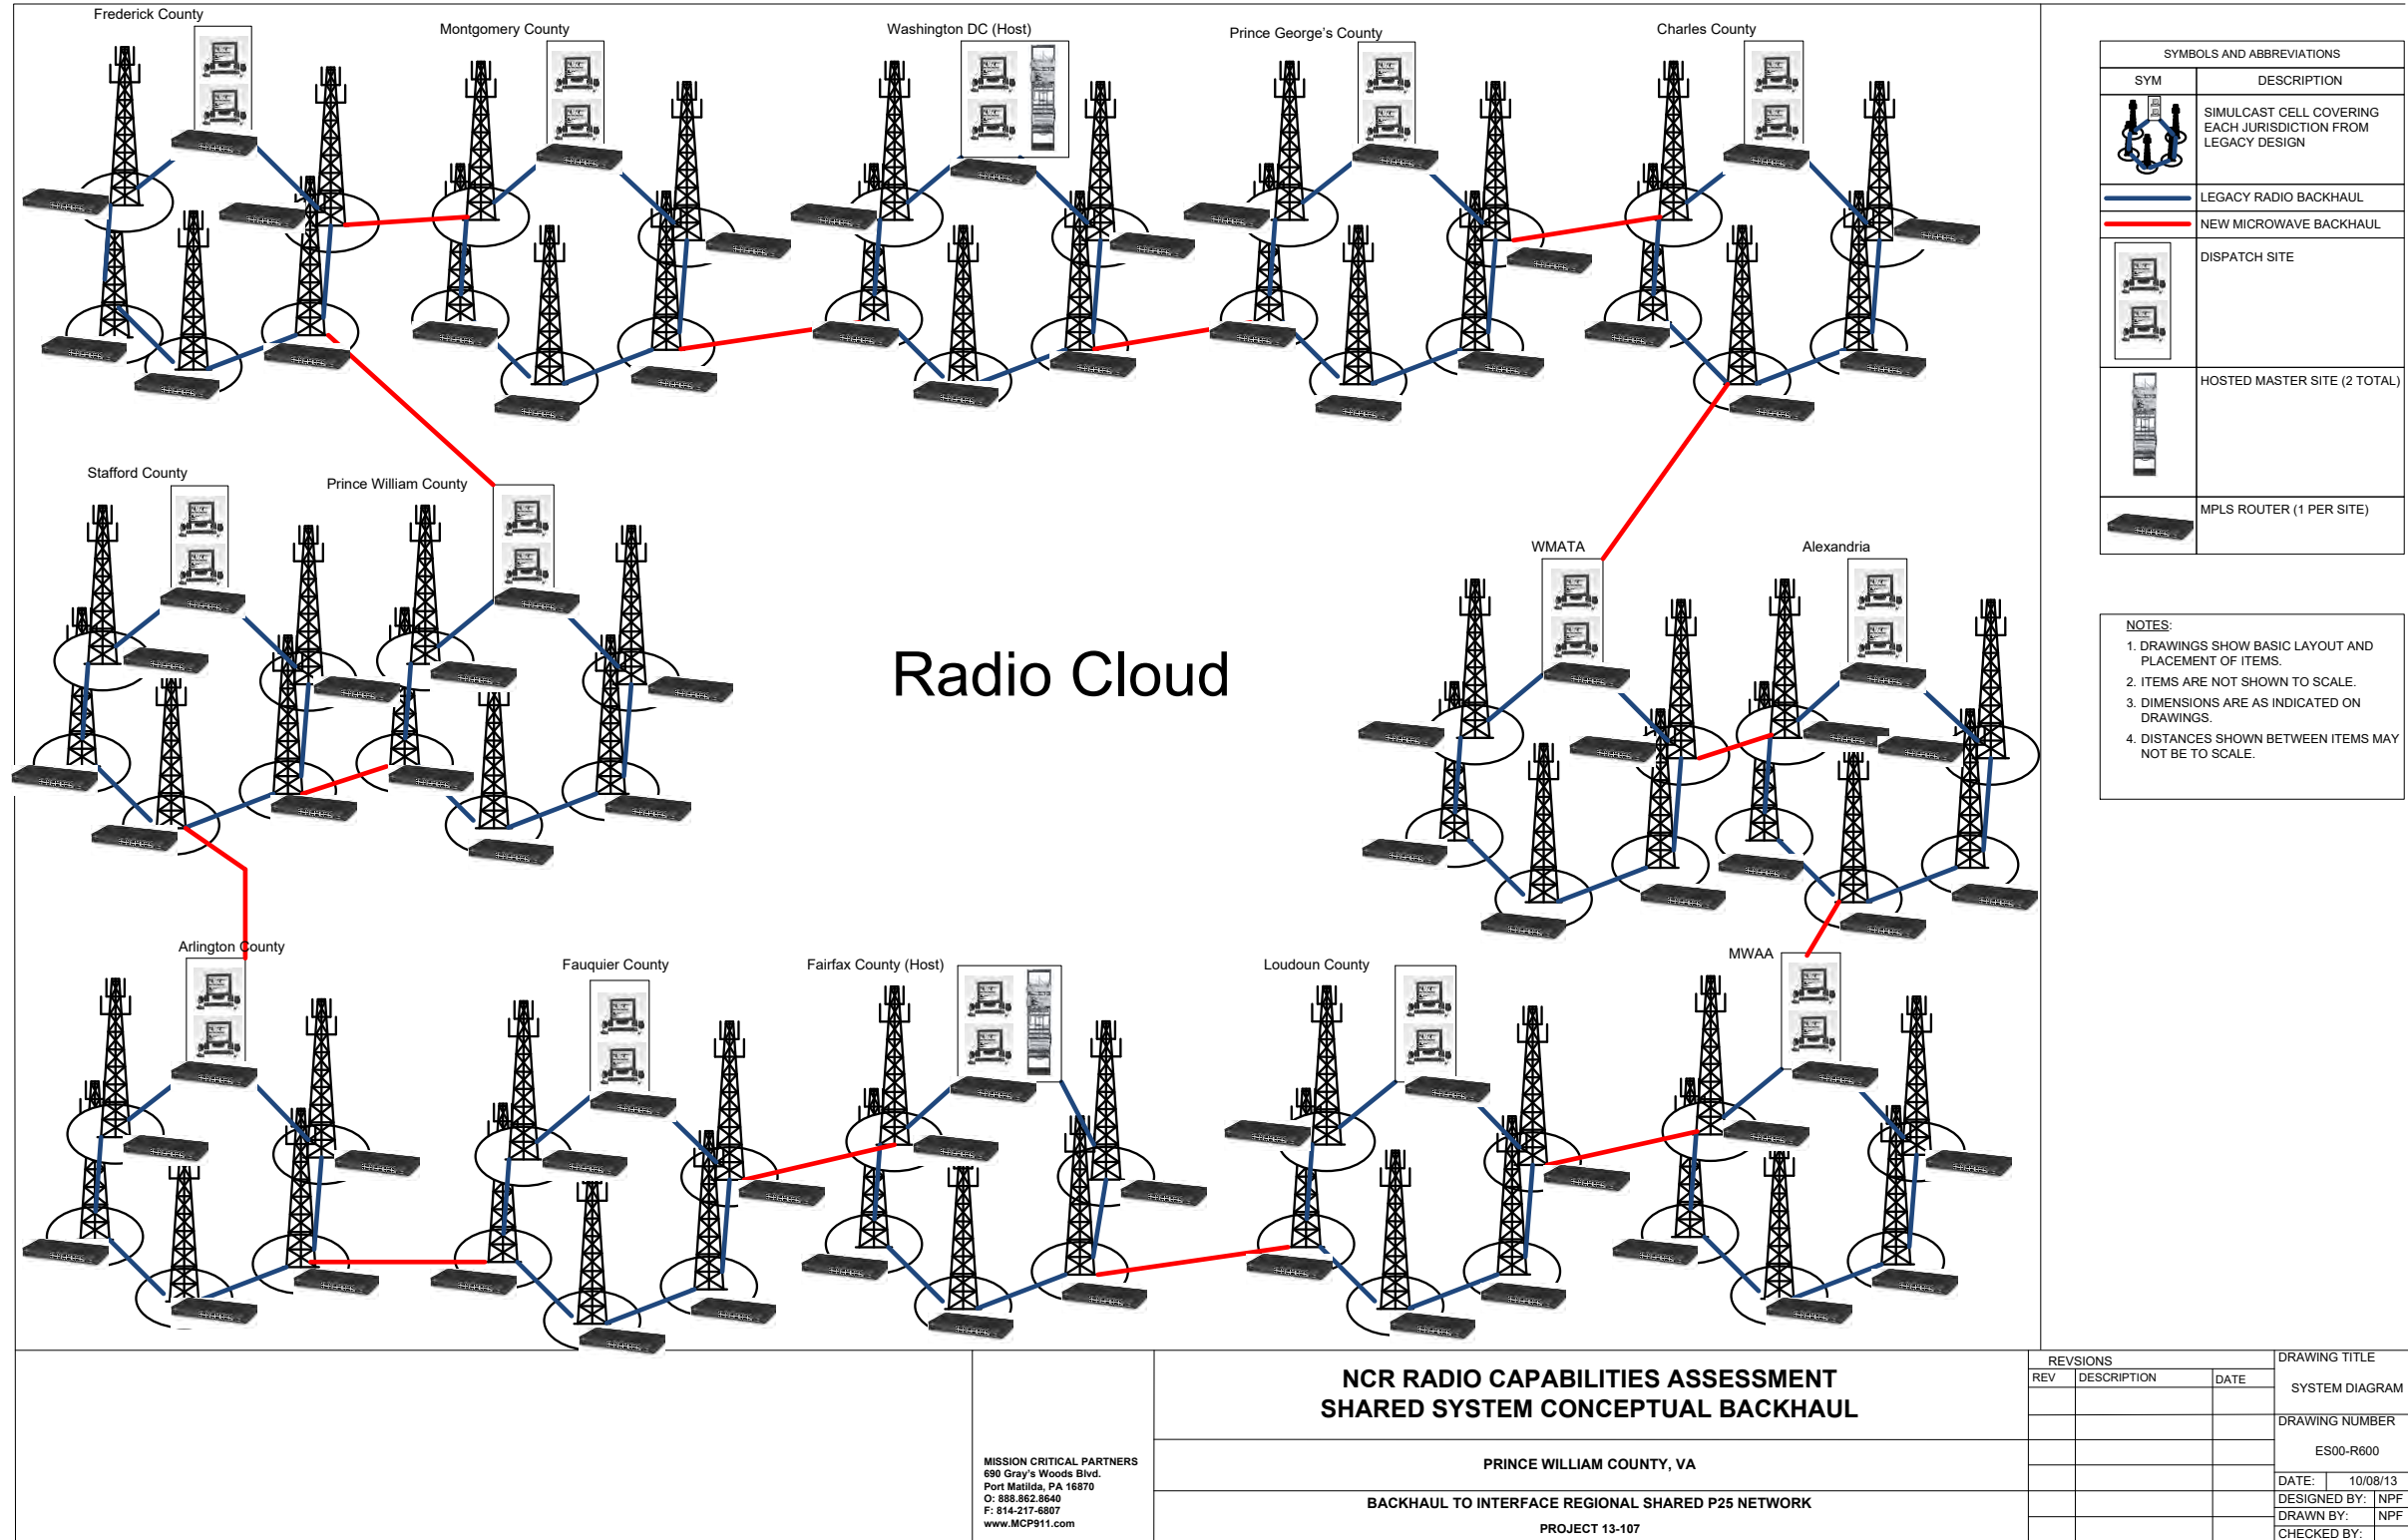 Frederick County
Montgomery County
Washington DC (Host)
Prince George's County
Charles County
Stafford County
Prince William County
WMATA
Alexandria
Radio Cloud
Arlington County
Fauquier County
Fairfax County (Host)
Loudoun County
MWAA
SYMBOLS AND ABBREVIATIONS
SYM
DESCRIPTION
SIMULCAST CELL COVERING
EACH JURISDICTION FROM
LEGACY DESIGN
LEGACY RADIO BACKHAUL
NEW MICROWAVE BACKHAUL
DISPATCH SITE
HOSTED MASTER SITE (2 TOTAL)
MPLS ROUTER (1 PER SITE)
NOTES:
1. DRAWINGS SHOW BASIC LAYOUT AND
PLACEMENT OF ITEMS.
2. ITEMS ARE NOT SHOWN TO SCALE.
3. DIMENSIONS ARE AS INDICATED ON
DRAWINGS.
4. DISTANCES SHOWN BETWEEN ITEMS MAY
NOT BE TO SCALE.
MISSION CRITICAL PARTNERS
690 Gray's Woods Blvd.
Port Matilda, PA 16870
O: 888.862.8640
F: 814-217-6807
www.MCP911.com
NCR RADIO CAPABILITIES ASSESSMENT
SHARED SYSTEM CONCEPTUAL BACKHAUL
PRINCE WILLIAM COUNTY, VA
BACKHAUL TO INTERFACE REGIONAL SHARED P25 NETWORK
PROJECT 13-107
REVSIONS
REV DESCRIPTION DATE
DRAWING TITLE
SYSTEM DIAGRAM
DRAWING NUMBER
ES00-R600
DATE: 10/08/13
DESIGNED BY: NPF
DRAWN BY: NPF
CHECKED BY: